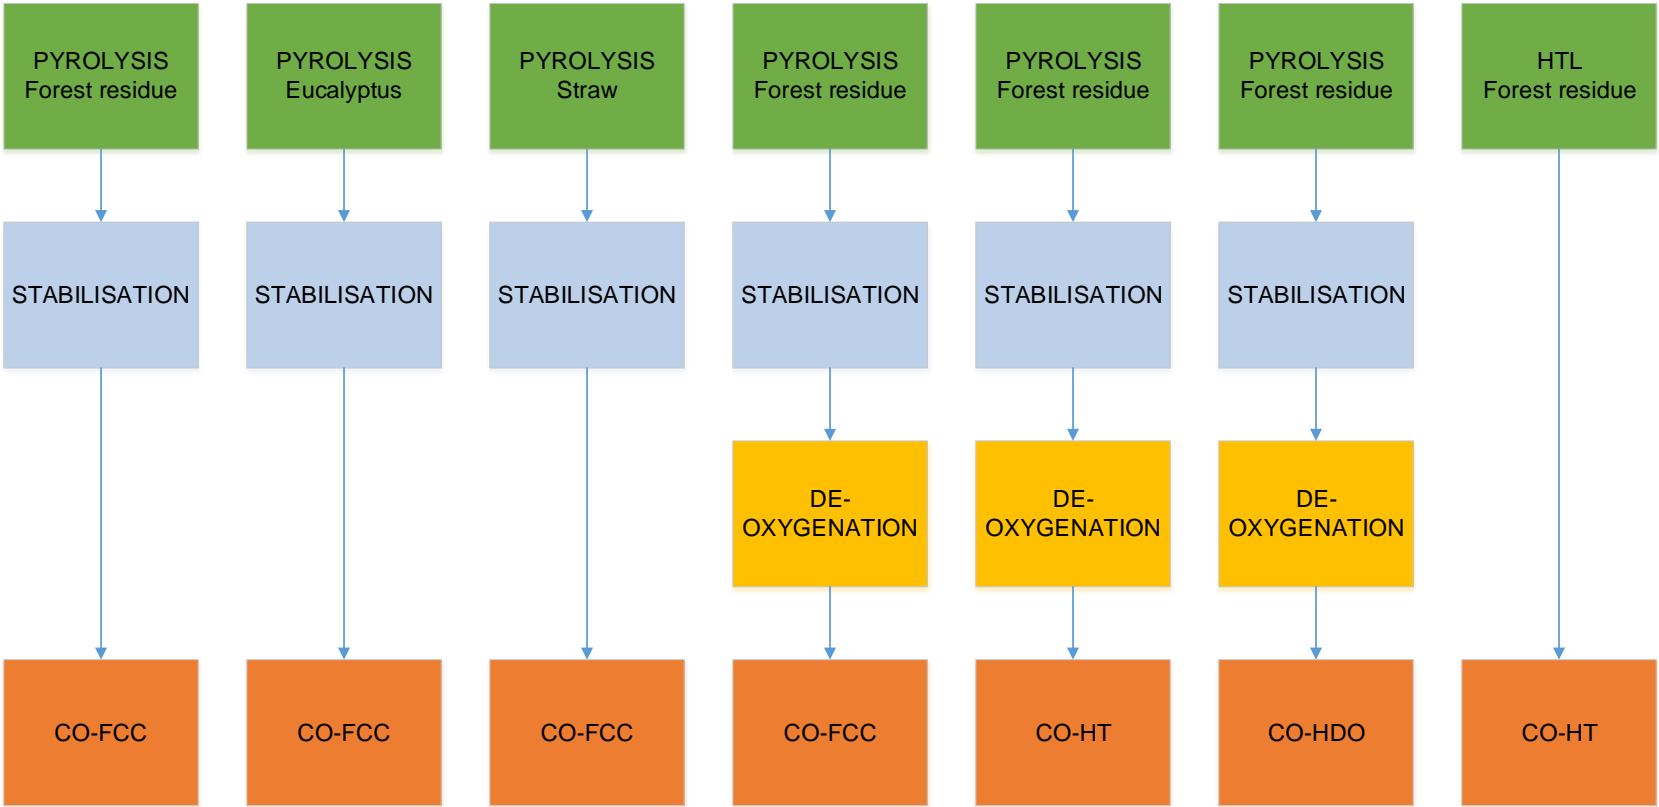 PYROLYSIS
Forest residue
PYROLYSIS
Eucalyptus
PYROLYSIS
Straw
PYROLYSIS
Forest residue
PYROLYSIS
Forest residue
PYROLYSIS
Forest residue
HTL
Forest residue
STABILISATION
STABILISATION
STABILISATION
STABILISATION
STABILISATION
STABILISATION
DE-
OXYGENATION
DE-
OXYGENATION
DE-
OXYGENATION
CO-FCC
CO-FCC
CO-FCC
CO-FCC
CO-HT
CO-HDO
CO-HT